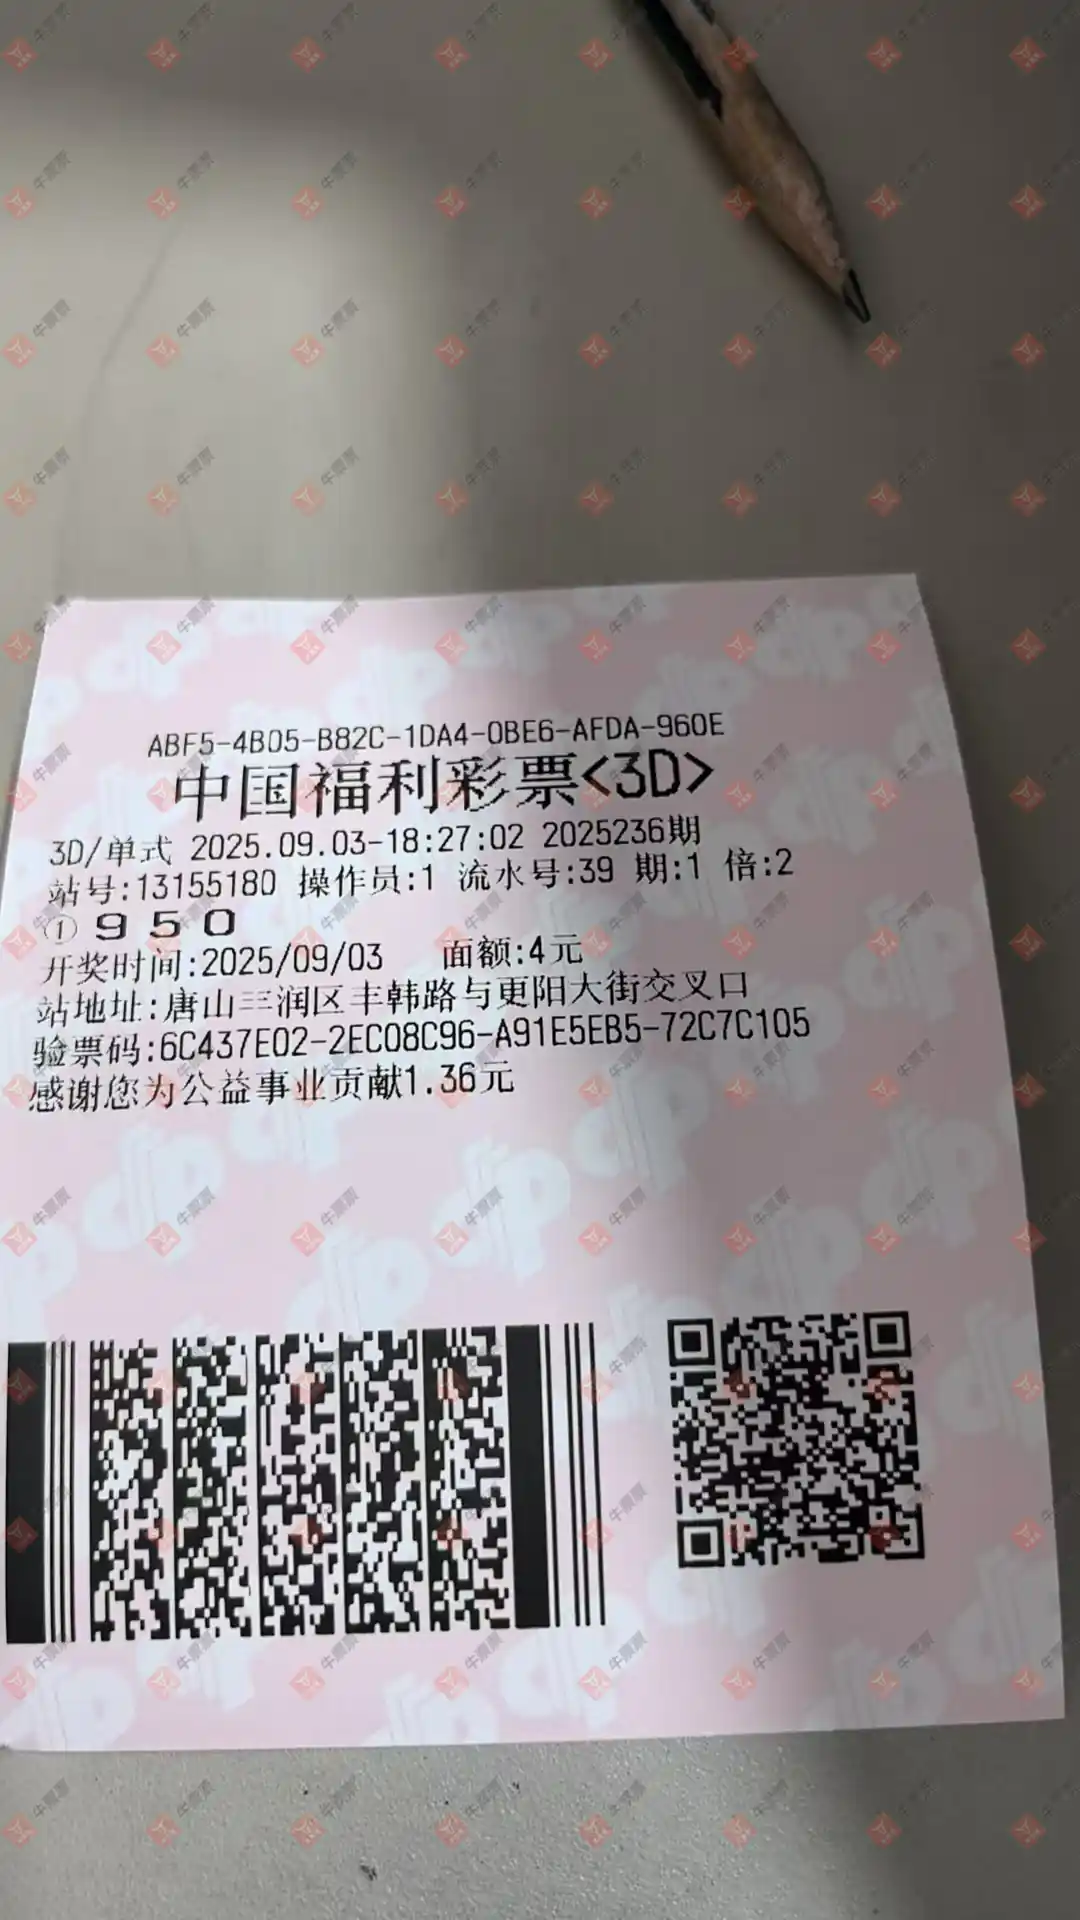 ABF5-4B05-B82C-1DA4-0BE6-AFDA-960E
中国福利彩票<3D>
3D/单式 2025.09.03-18:27:02 2025236期
站号:13155180 操作员:1 流水号:39 期:1 倍:2
① 9 5 0
开奖时间:2025/09/03 面额:4元
站地址:唐山三润区丰韩路与更阳大街交叉口
验票码:6C437E02-2EC08C96-A91E5EB5-72C7C105
感谢您为公益事业贡献1.36元
牛票票